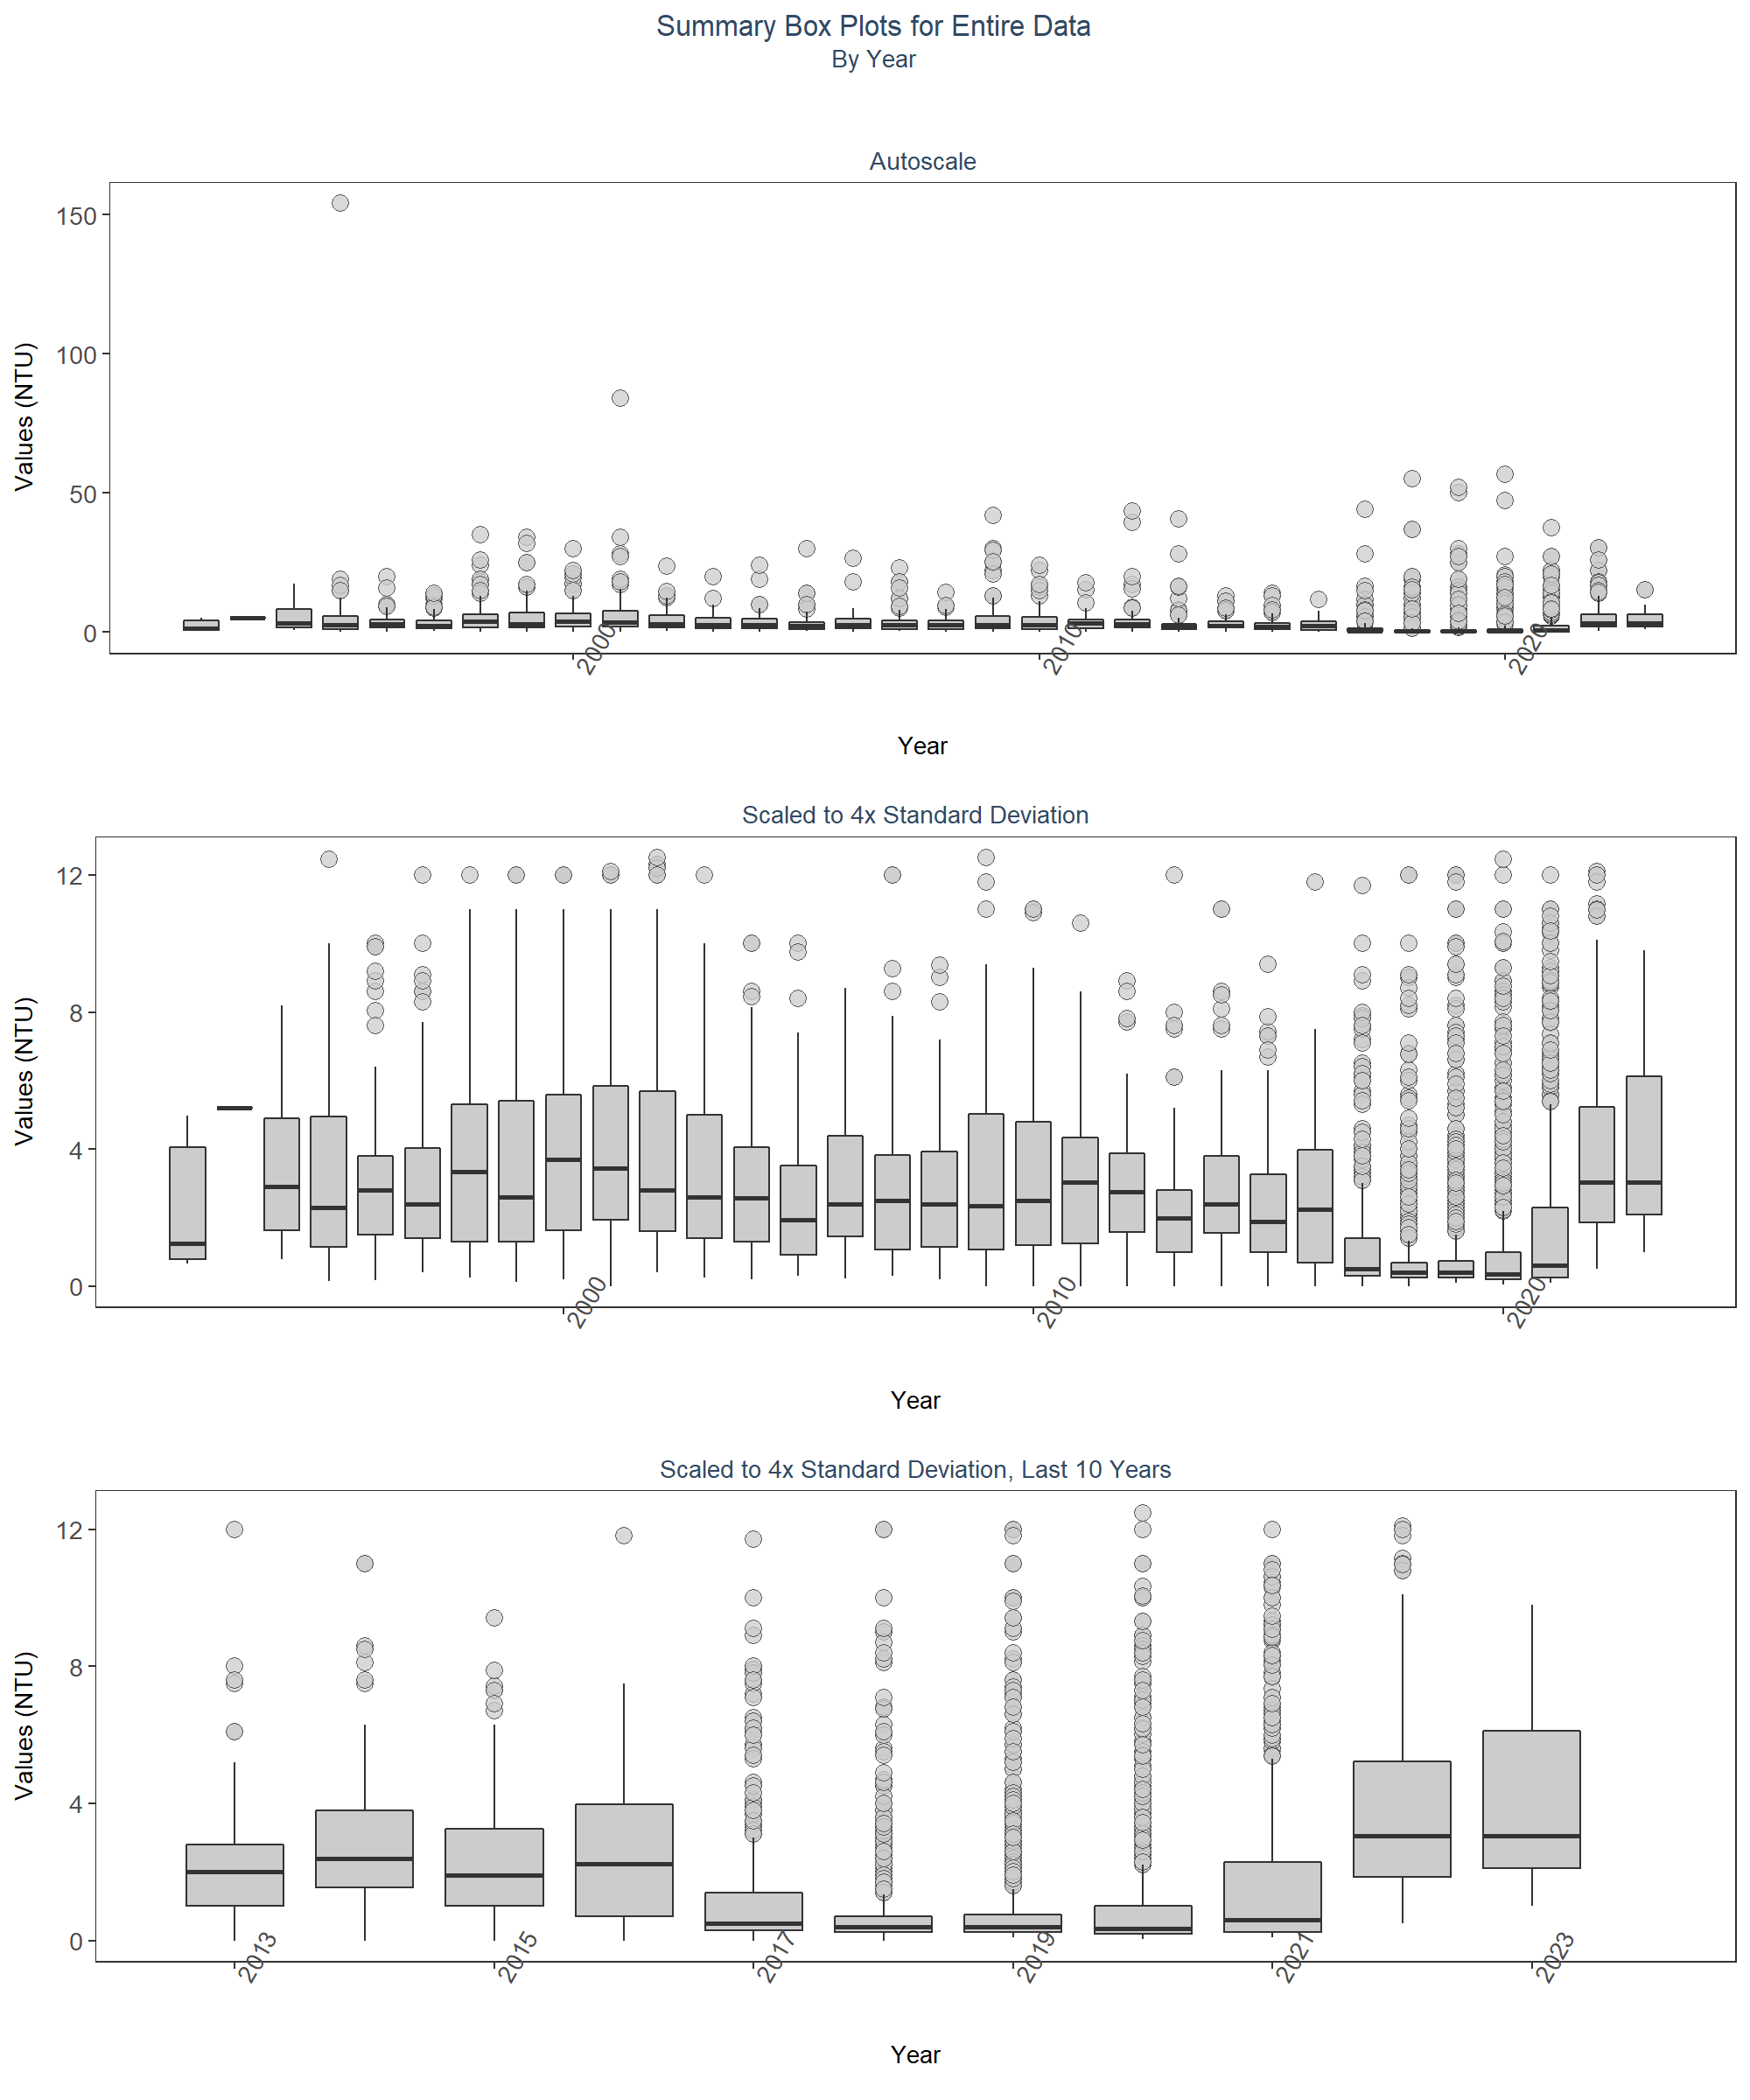 Summary Box Plots for Entire Data
By Year
Autoscale
Values (NTU)
150
100
50
0
2000
2010
2020
Year
Scaled to 4x Standard Deviation
Values (NTU)
12
8
4
0
2000
2010
2020
Year
Scaled to 4x Standard Deviation, Last 10 Years
Values (NTU)
12
8
4
0
2013
2015
2017
2019
2021
2023
Year